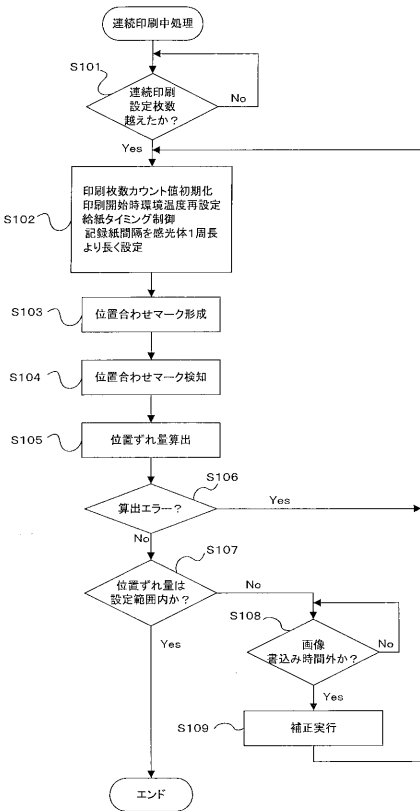 連続印刷中処理
S101
連続印刷
設定枚数
越えたか？
No
Yes
S102
印刷枚数カウント値初期化
印刷開始時環境温度再設定
給紙タイミング制御
記録紙間隔を感光体１周長
より長く設定
S103
位置合わせマーク形成
S104
位置合わせマーク検知
S105
位置ずれ量算出
S106
算出エラー？
Yes
No
S107
位置ずれ量は
設定範囲内か？
No
Yes
S108
画像
書込み時間外か？
No
Yes
S109
補正実行
エンド